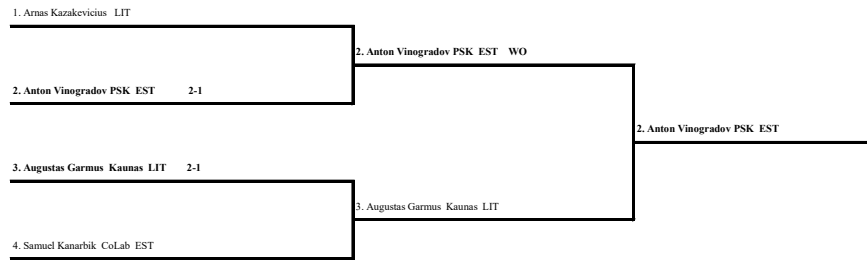 1. Arnas Kazakevicius LIT
2. Anton Vinogradov PSK EST WO
2. Anton Vinogradov PSK EST 2-1
2. Anton Vinogradov PSK EST
3. Augustas Garmus Kaunas LIT 2-1
3. Augustas Garmus Kaunas LIT
4. Samuel Kanarbik CoLab EST